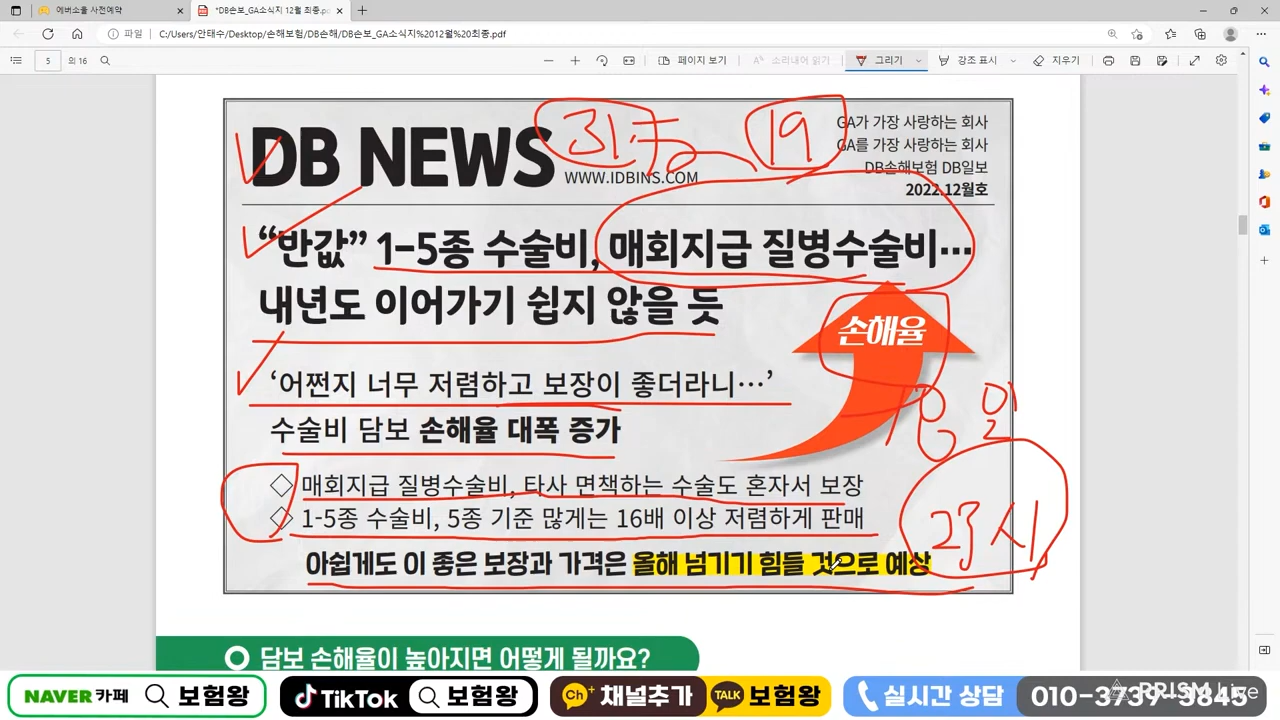 에버소울 사전예약
*DB손보_GA소식지 12월 최종.pd
파일
C:/Users/안태수/Desktop/손해보험/DB손해/DB손보_GA소식지%2012월%20최종.pdf
5
의 16
페이지 보기
소리내어 읽기
그리기
강조 표시
지우기
DB NEWS
WWW.IDBINS.COM
31
19
GA가 가장 사랑하는 회사
GA를 가장 사랑하는 회사
DB손해보험 DB일보
2022.12월호
“반값” 1-5종 수술비, 매회지급 질병수술비…
내년도 이어가기 쉽지 않을 듯
손해율
‘어쩐지 너무 저렴하고 보장이 좋더라니…’
수술비 담보 손해율 대폭 증가
◇ 매회지급 질병수술비, 타사 면책하는 수술도 혼자서 보장
◇ 1-5종 수술비, 5종 기준 많게는 16배 이상 저렴하게 판매
23시
아쉽게도 이 좋은 보장과 가격은 올해 넘기기 힘들 것으로 예상
담보 손해율이 높아지면 어떻게 될까요?
NAVER 카페
보험왕
TikTok
보험왕
Ch+
채널추가
TALK
보험왕
실시간 상담
010-3739-5845
PRISM Live